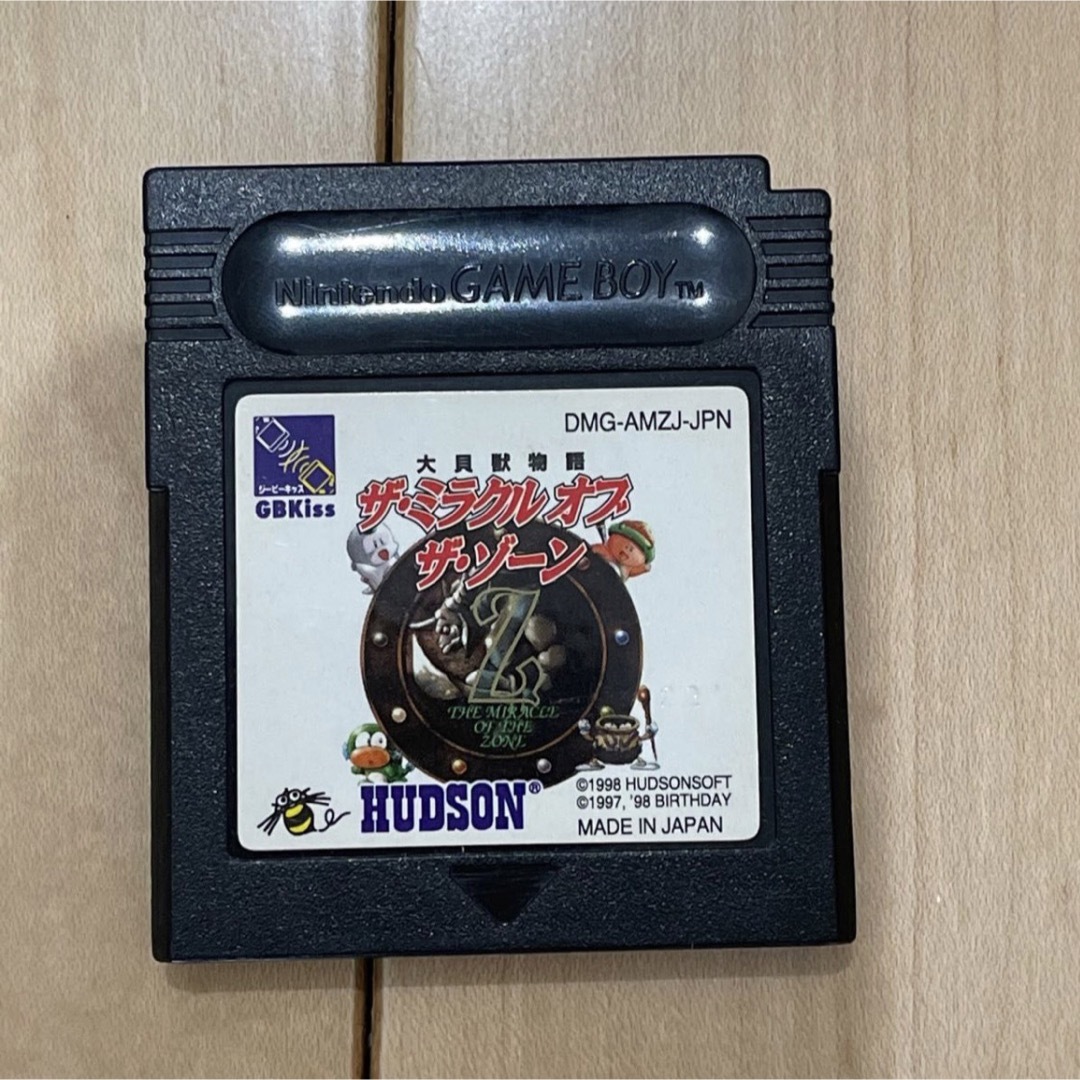 Nintendo GAME BOY™
DMG-AMZJ-JPN
ジービーキッス
GBKiss
大貝獣物語
ザ・ミラクル オブ
ザ・ゾーン
Z
THE MIRACLE
OF THE
ZONE
HUDSON®
©1998 HUDSONSOFT
©1997, '98 BIRTHDAY
MADE IN JAPAN